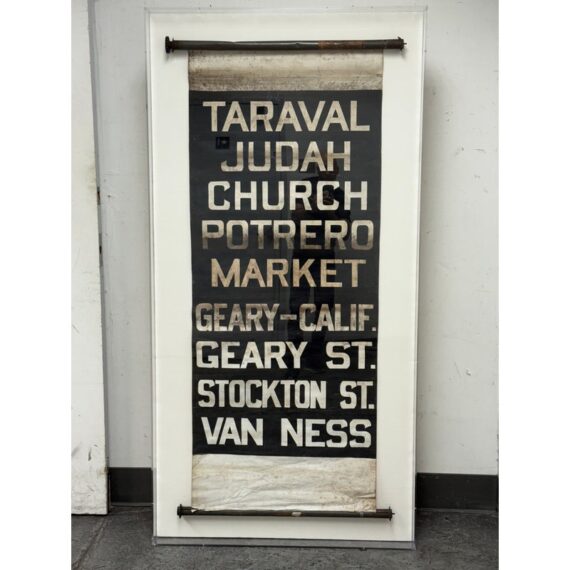 TARAVAL
JUDAH
CHURCH
POTRERO
MARKET
GEARY-CALIF.
GEARY ST.
STOCKTON ST.
VAN NESS